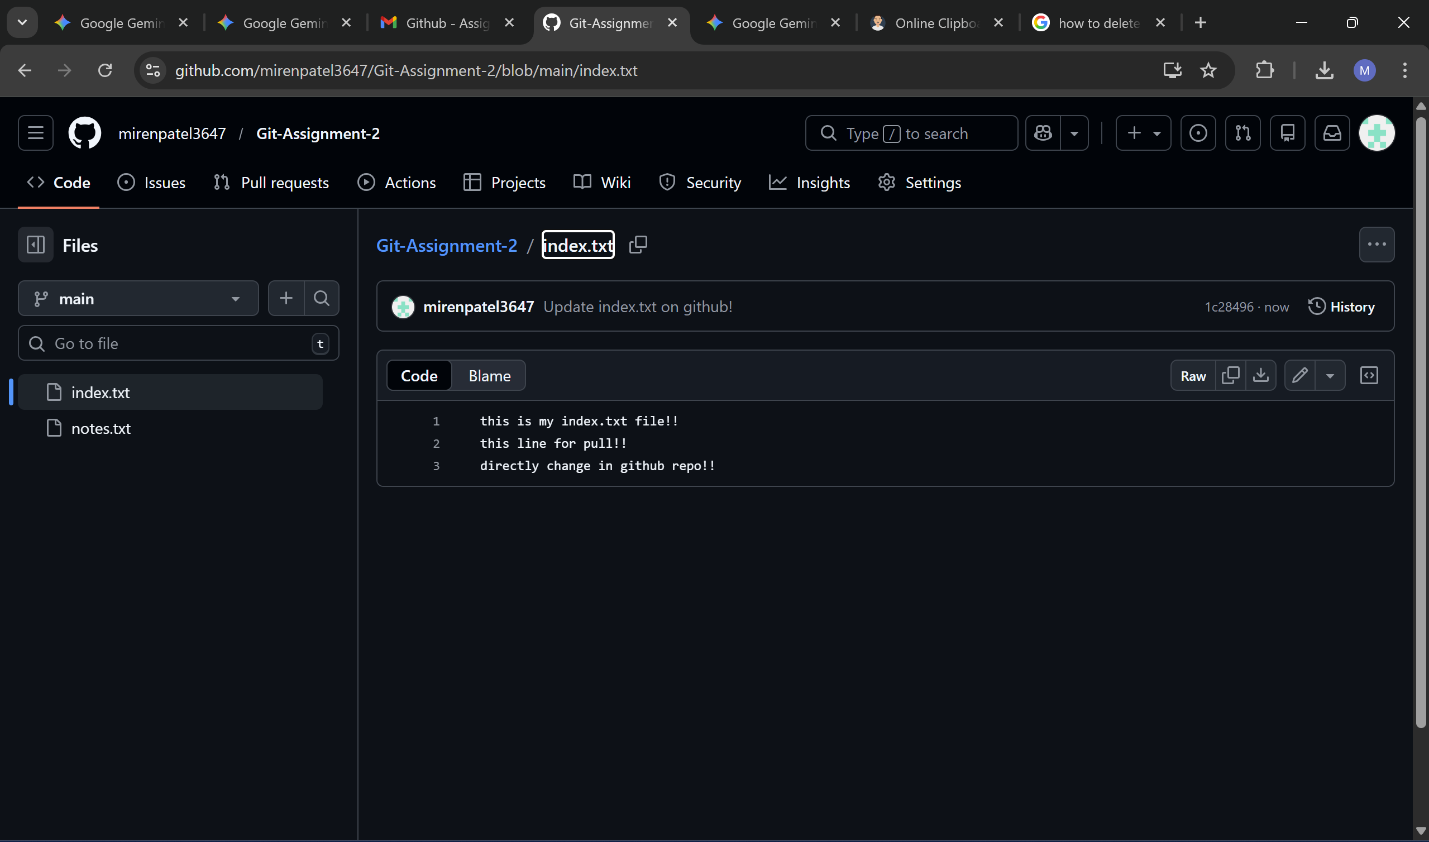 Google Gemin
Google Gemin
Github - Assig
Git-Assignmen
Google Gemin
Online Clipbo
how to delete
github.com/mirenpatel3647/Git-Assignment-2/blob/main/index.txt
M
mirenpatel3647 / Git-Assignment-2
Type / to search
Code
Issues
Pull requests
Actions
Projects
Wiki
Security
Insights
Settings
Files
main
Go to file
t
index.txt
notes.txt
Git-Assignment-2 / index.txt
mirenpatel3647 Update index.txt on github!
1c28496 · now
History
Code
Blame
Raw
1 this is my index.txt file!!
2 this line for pull!!
3 directly change in github repo!!